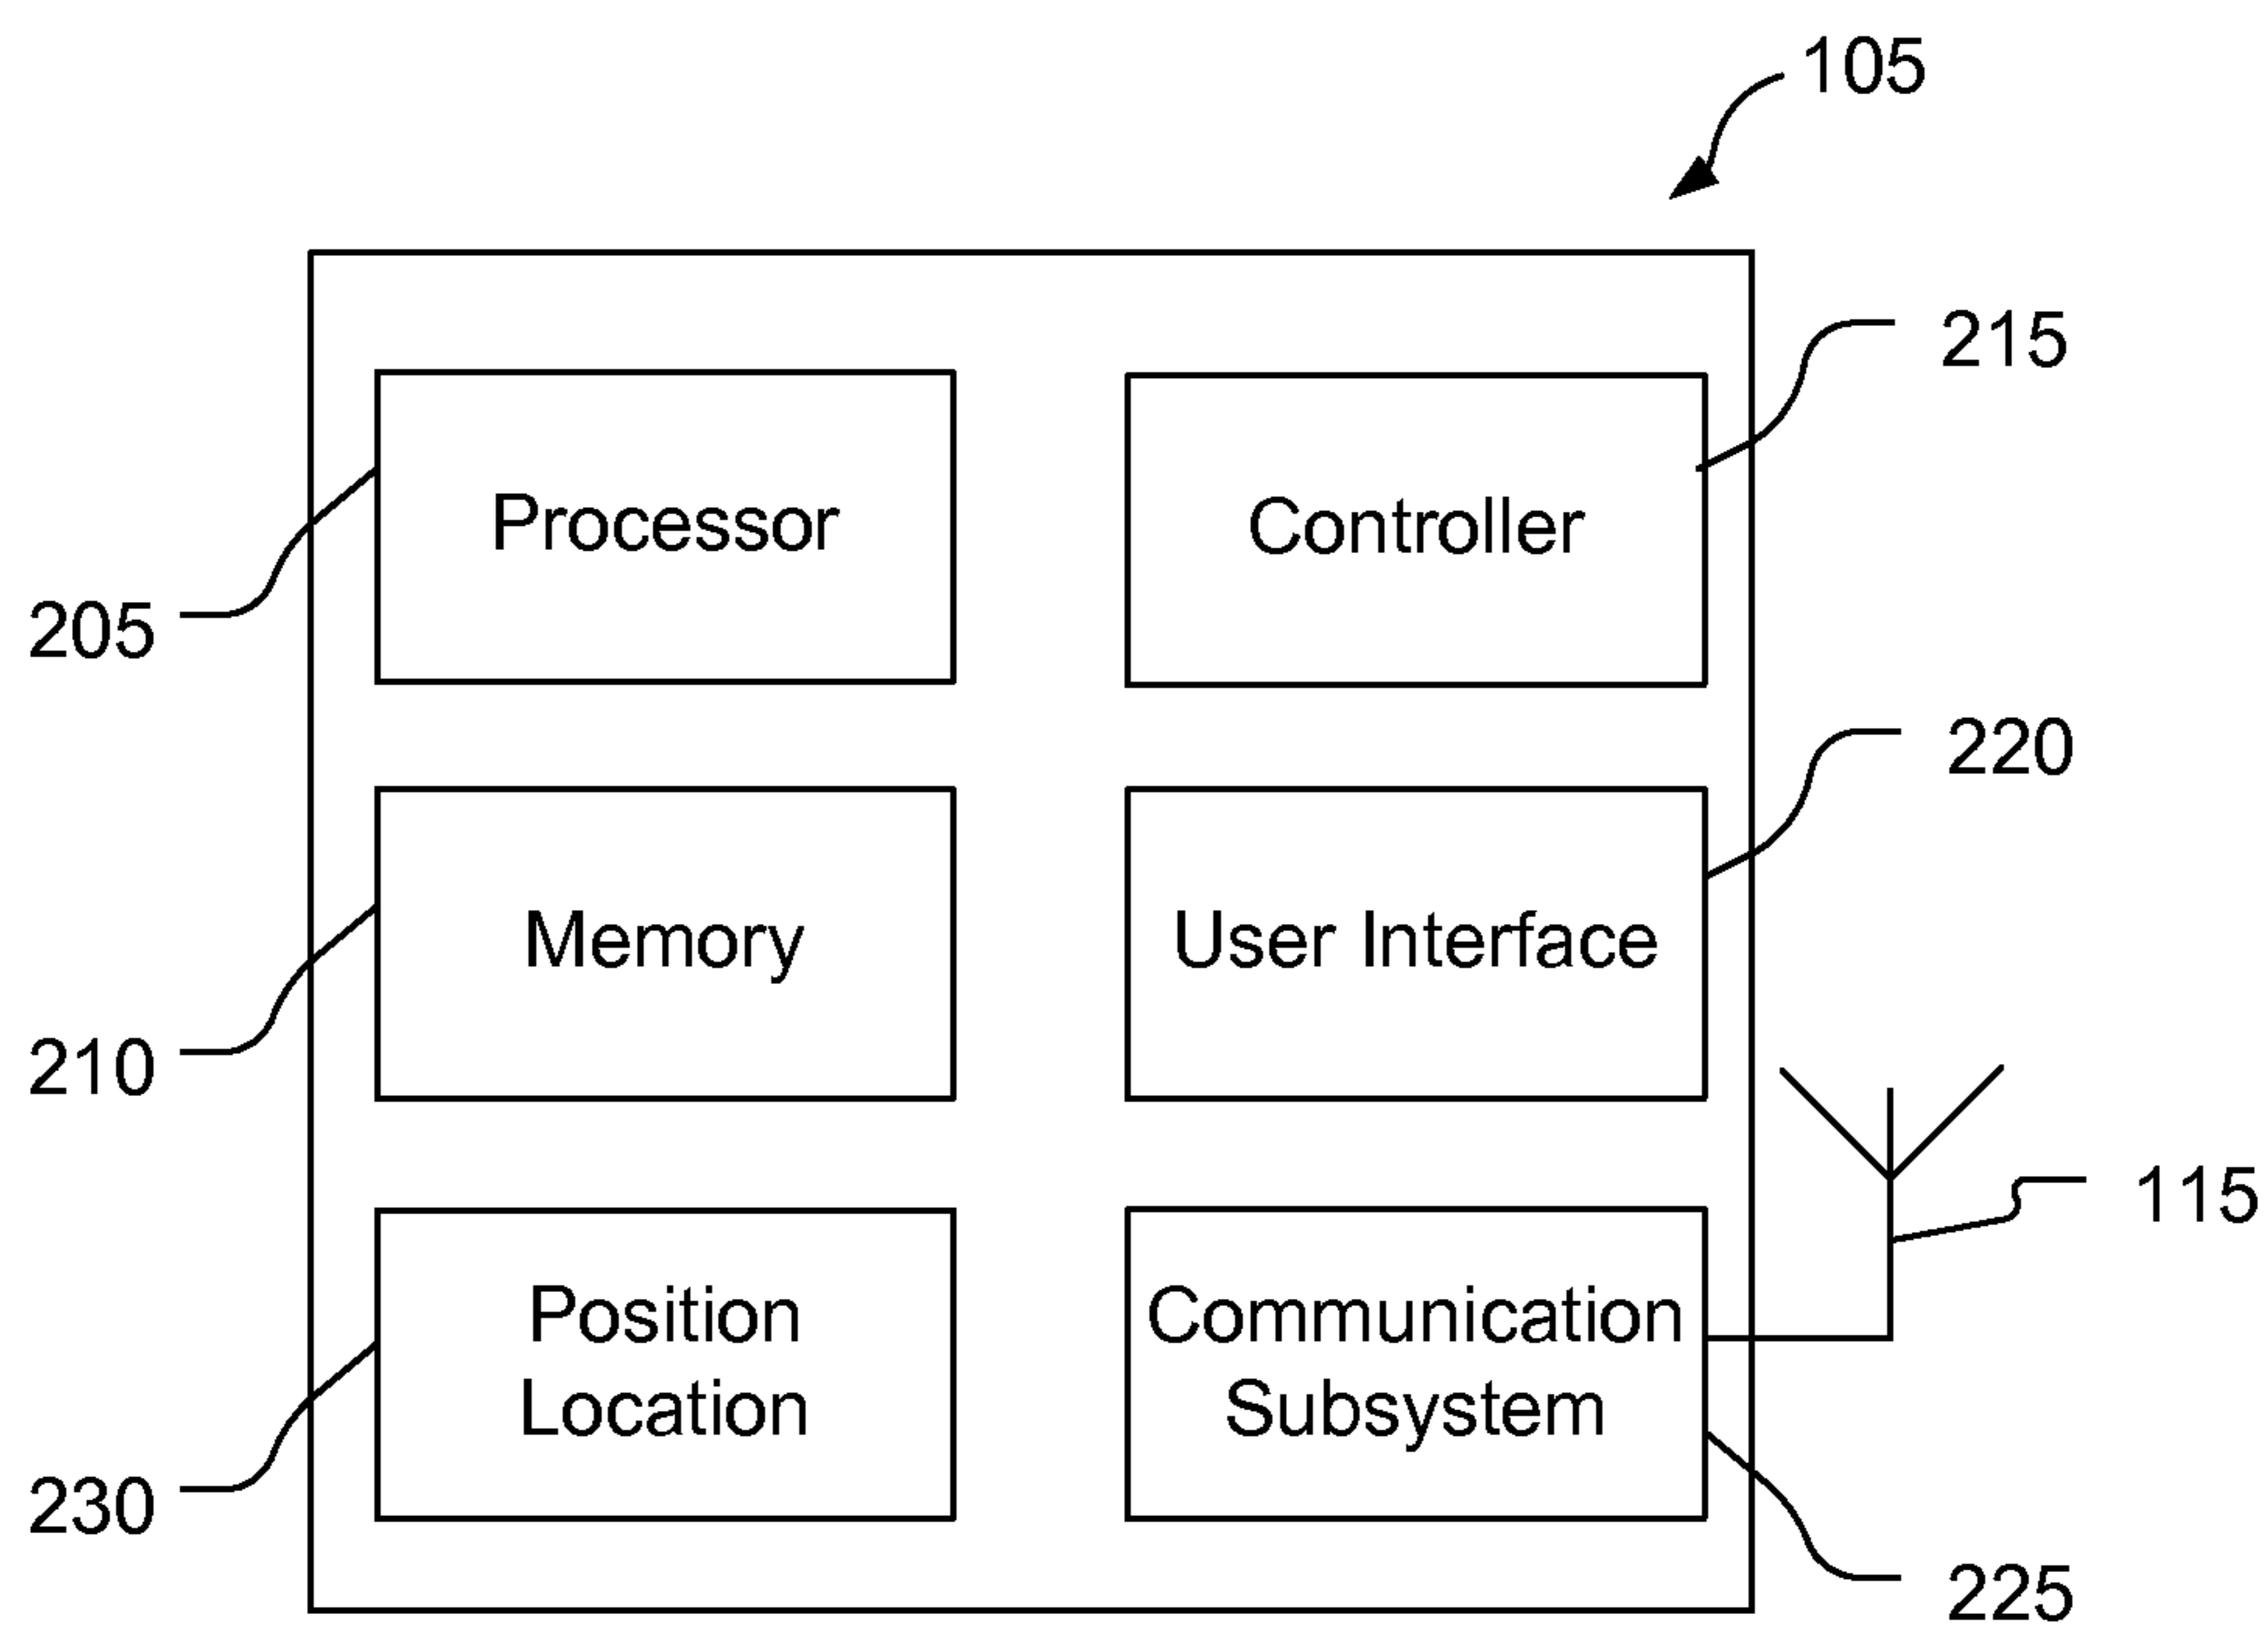 105
215
Processor
Controller
205
220
Memory
User Interface
210
115
Position
Location
Communication
Subsystem
230
225